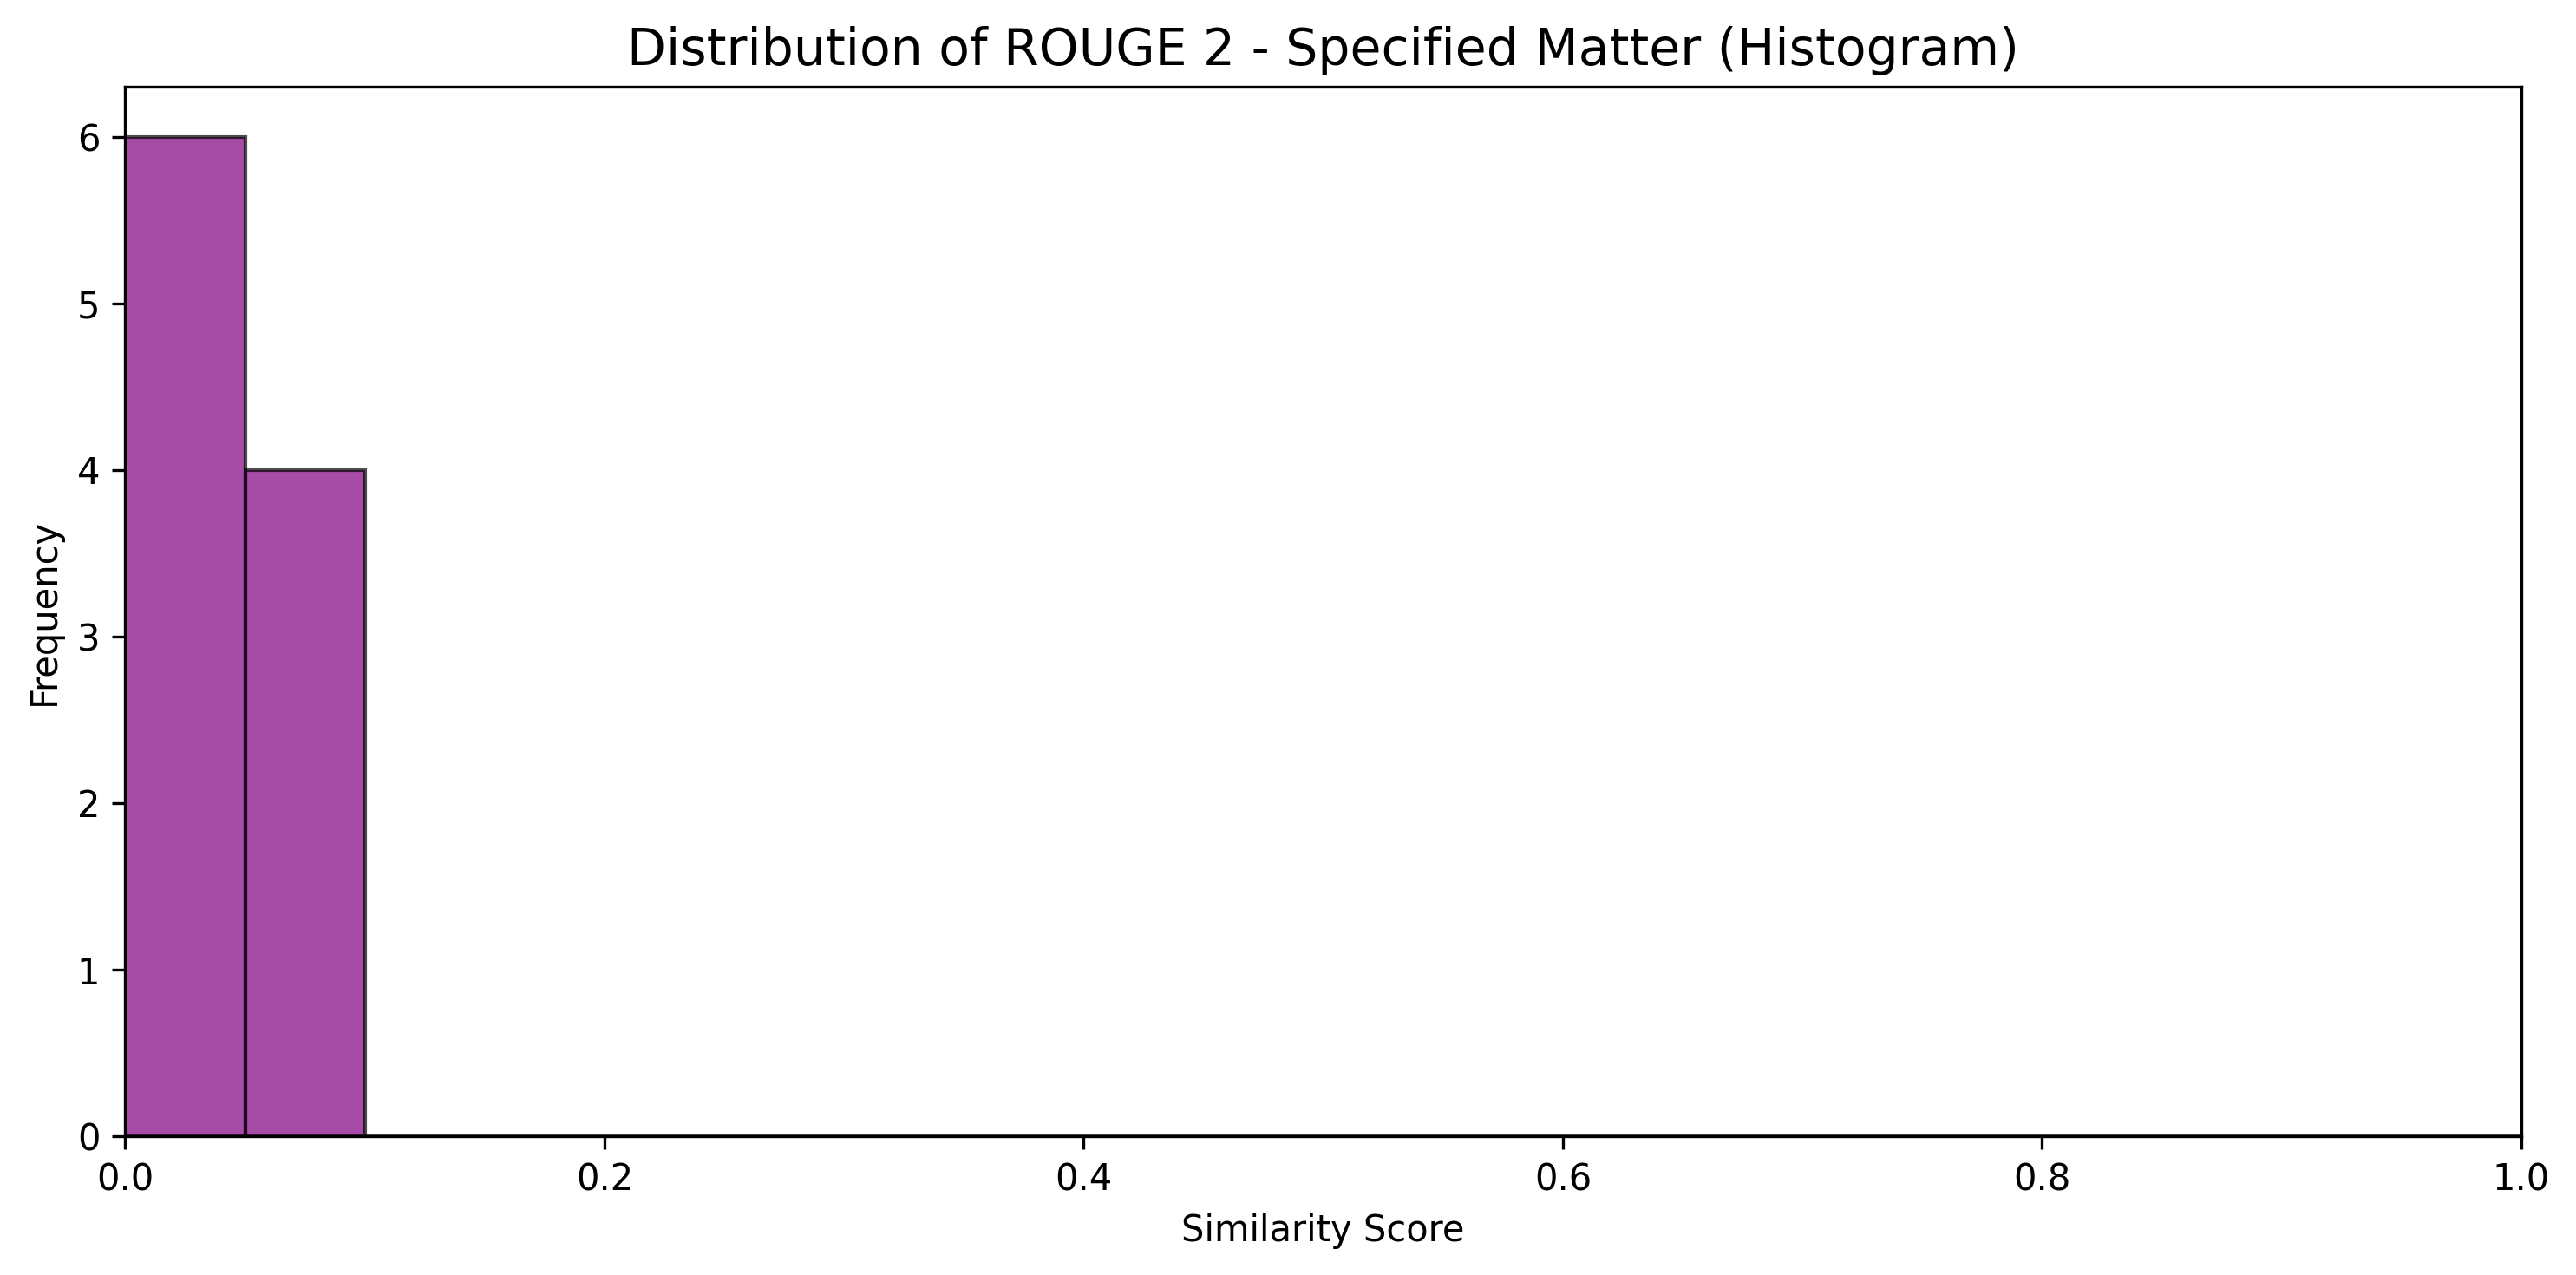 Distribution of ROUGE 2 - Specified Matter (Histogram)
6
5
4
3
2
1
0
Frequency
0.0 0.2 0.4 0.6 0.8 1.0
Similarity Score